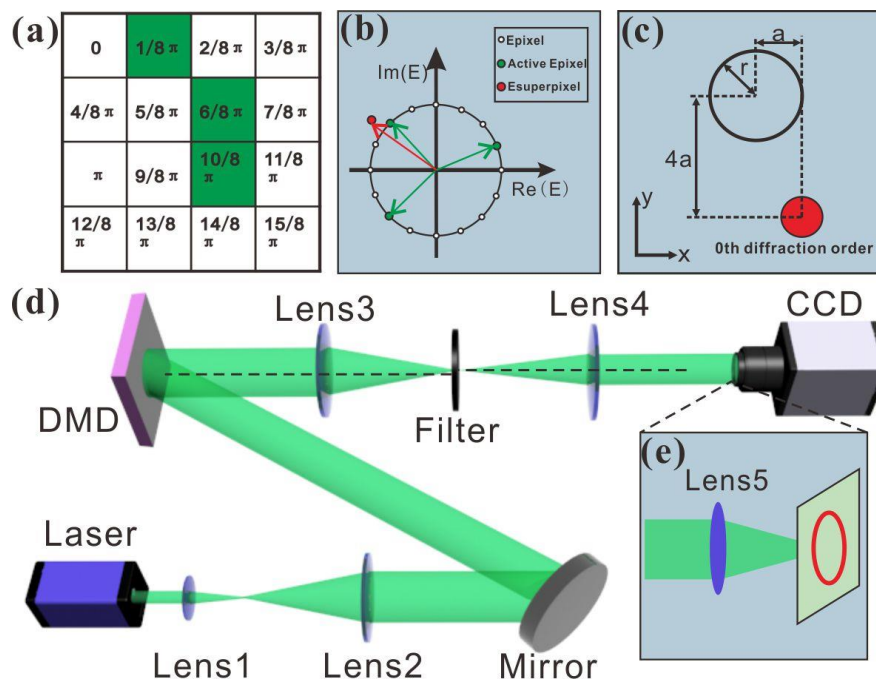 (a)
0 1/8 π 2/8 π 3/8 π
4/8 π 5/8 π 6/8 π 7/8 π
π 9/8 π 10/8 π 11/8 π
12/8 π 13/8 π 14/8 π 15/8 π
(b)
Im(E)
Re(E)
Epixel
Active Epixel
Esuperpixel
(c)
a
r
4a
y
x
0th diffraction order
(d)
Lens3
Lens4
CCD
DMD
Filter
Laser
Lens1
Lens2
Mirror
(e)
Lens5